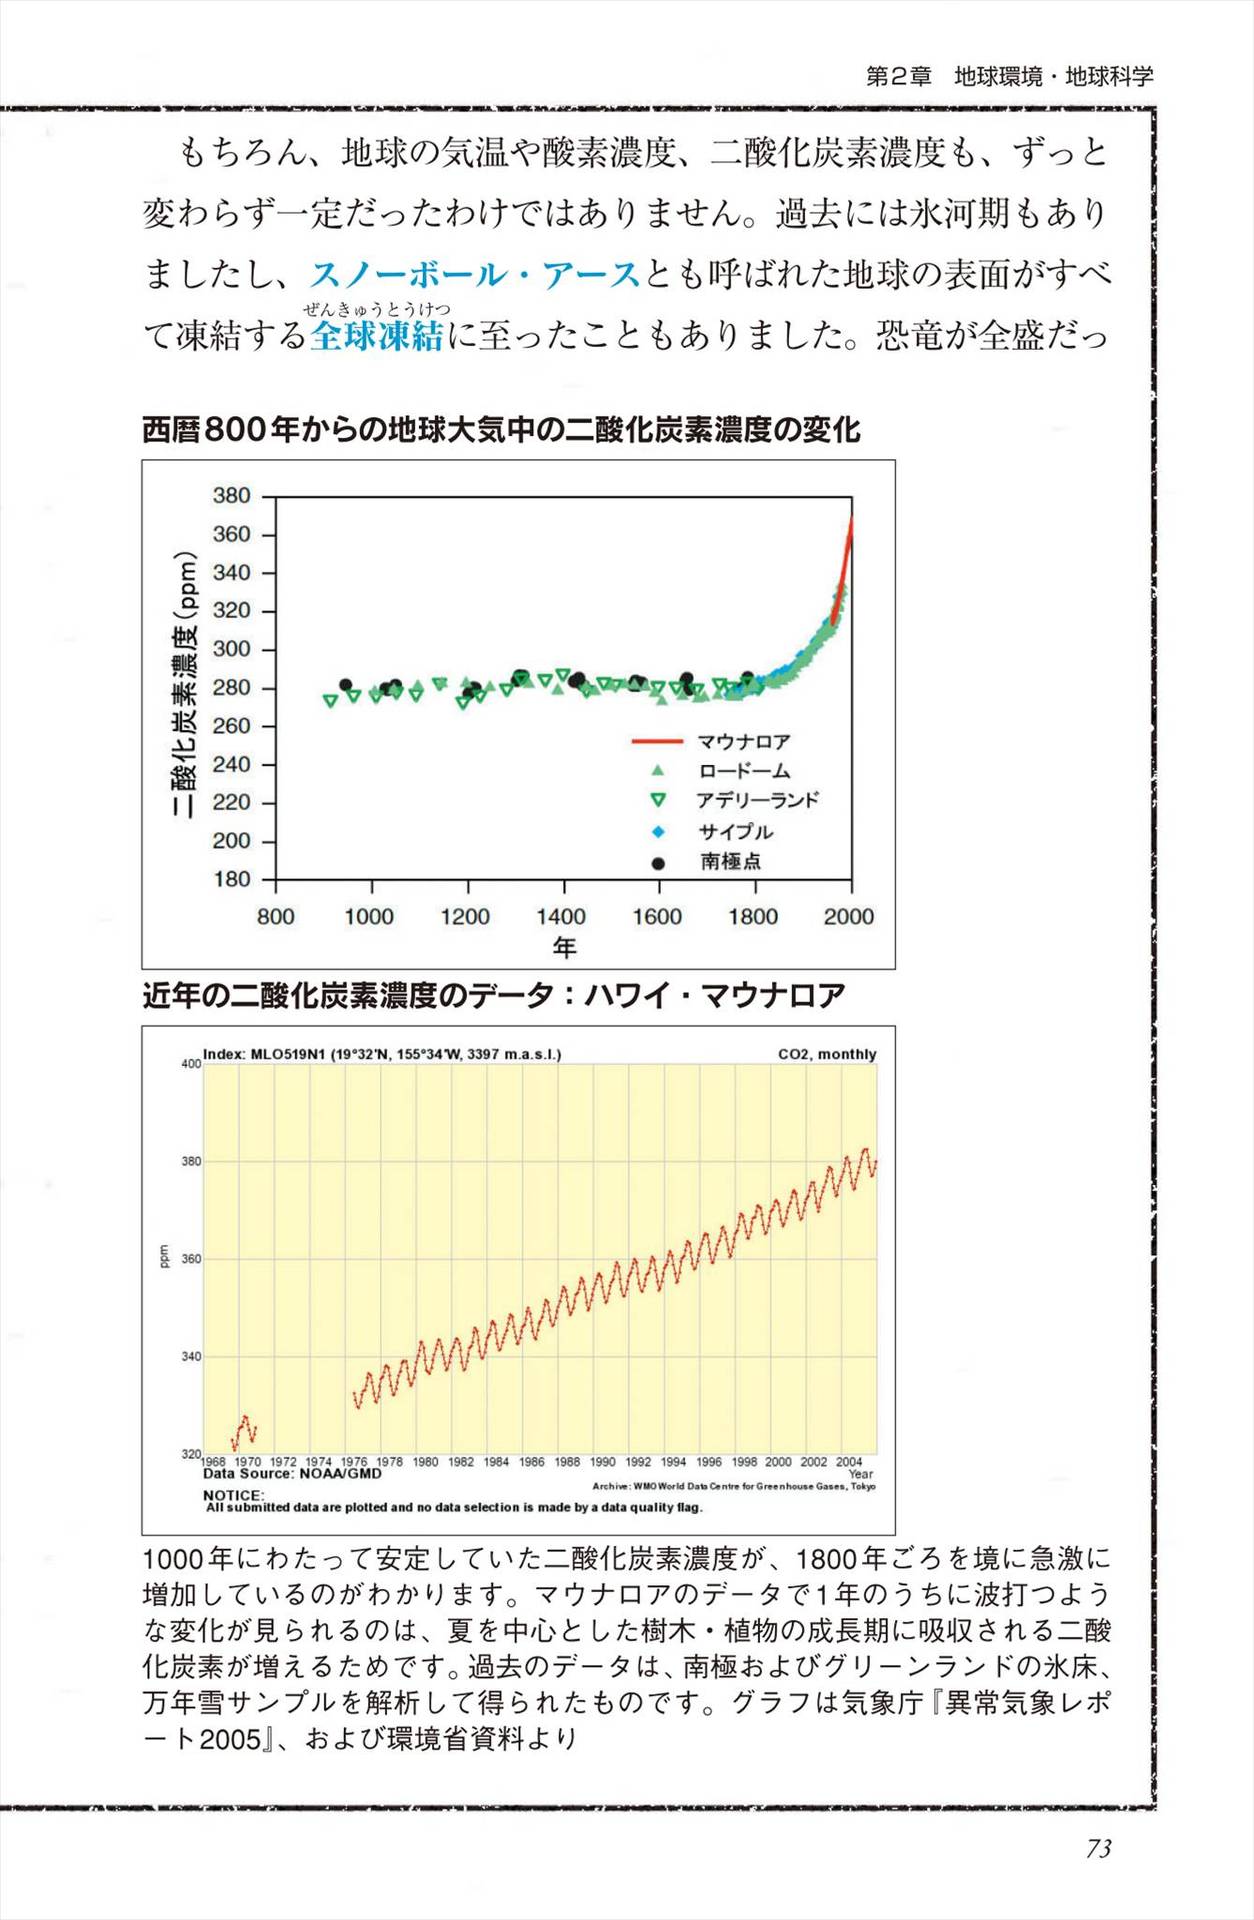 第2章　地球環境・地球科学
もちろん、地球の気温や酸素濃度、二酸化炭素濃度も、ずっと
変わらず一定だったわけではありません。過去には氷河期もあり
ましたし、スノーボール・アースとも呼ばれた地球の表面がすべ
ぜんきゅうとうけつ
て凍結する全球凍結に至ったこともありました。恐竜が全盛だっ
西暦800年からの地球大気中の二酸化炭素濃度の変化
二酸化炭素濃度(ppm)
380
360
340
320
300
280
260
240
220
200
180
マウナロア
ロードーム
アデリーランド
サイプル
南極点
800 1000 1200 1400 1600 1800 2000
年
近年の二酸化炭素濃度のデータ：ハワイ・マウナロア
Index: MLO519N1 (19°32'N, 155°34'W, 3397 m.a.s.l.) CO2, monthly
400
380
ppm
360
340
320
1968 1970 1972 1974 1976 1978 1980 1982 1984 1986 1988 1990 1992 1994 1996 1998 2000 2002 2004
Data Source: NOAA/GMD Year
Archive: WMO World Data Centre for Greenhouse Gases, Tokyo
NOTICE:
All submitted data are plotted and no data selection is made by a data quality flag.
1000年にわたって安定していた二酸化炭素濃度が、1800年ごろを境に急激に
増加しているのがわかります。マウナロアのデータで1年のうちに波打つよう
な変化が見られるのは、夏を中心とした樹木・植物の成長期に吸収される二酸
化炭素が増えるためです。過去のデータは、南極およびグリーンランドの氷床、
万年雪サンプルを解析して得られたものです。グラフは気象庁『異常気象レポ
ート2005』、および環境省資料より
73